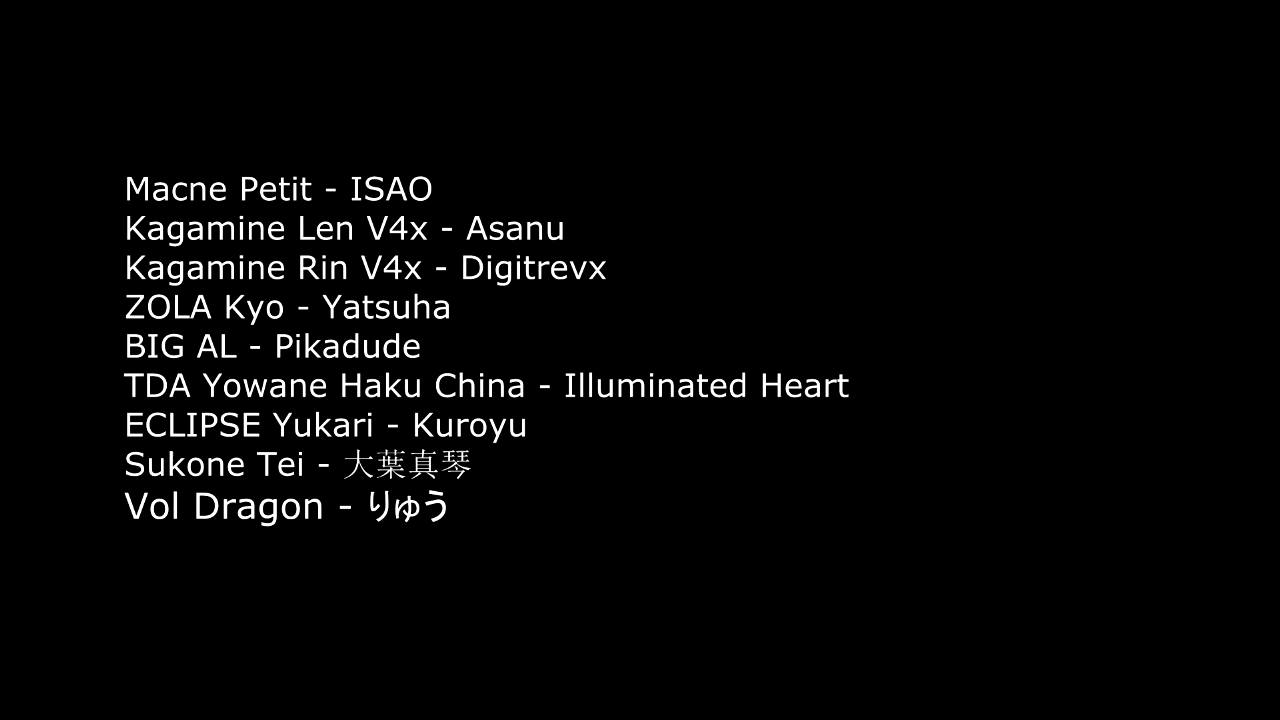 Macne Petit - ISAO
Kagamine Len V4x - Asanu
Kagamine Rin V4x - Digitrevx
ZOLA Kyo - Yatsuha
BIG AL - Pikadude
TDA Yowane Haku China - Illuminated Heart
ECLIPSE Yukari - Kuroyu
Sukone Tei - 大葉真琴
Vol Dragon - りゅう